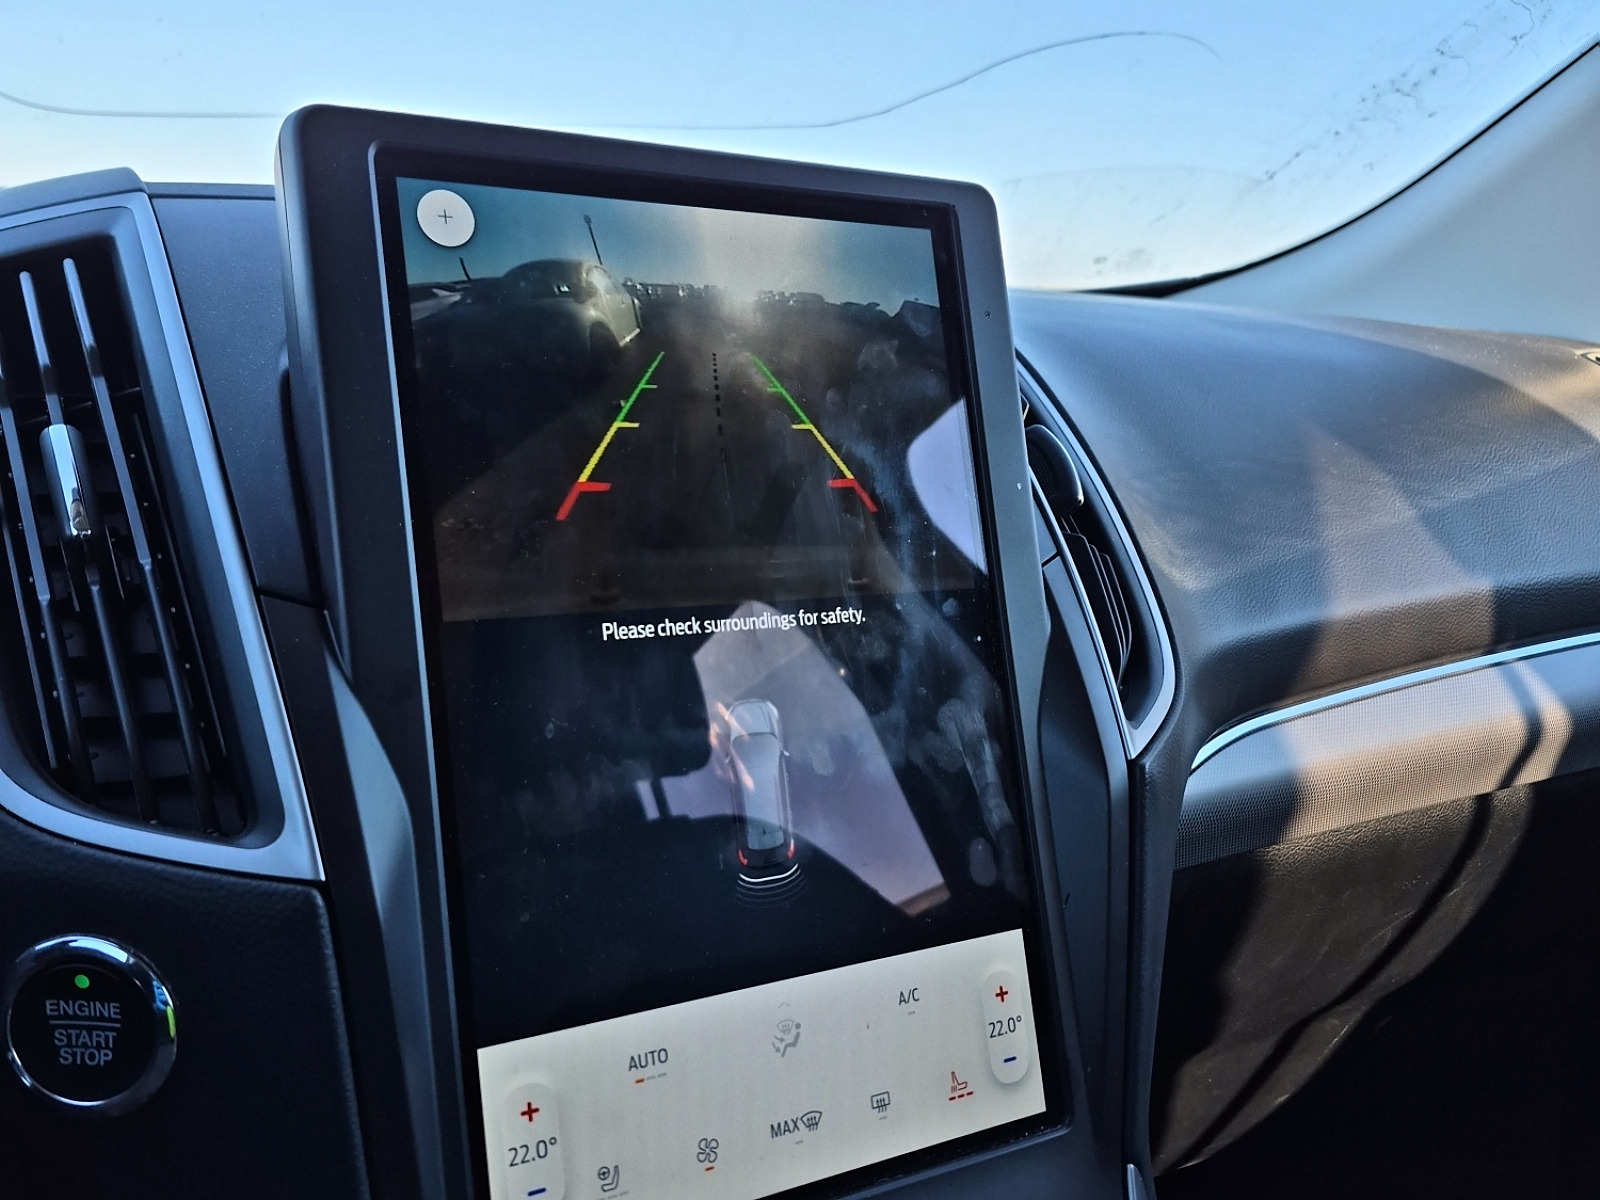 Please check surroundings for safety.
ENGINE
START
STOP
A/C
22.0°
AUTO
MAX
22.0°